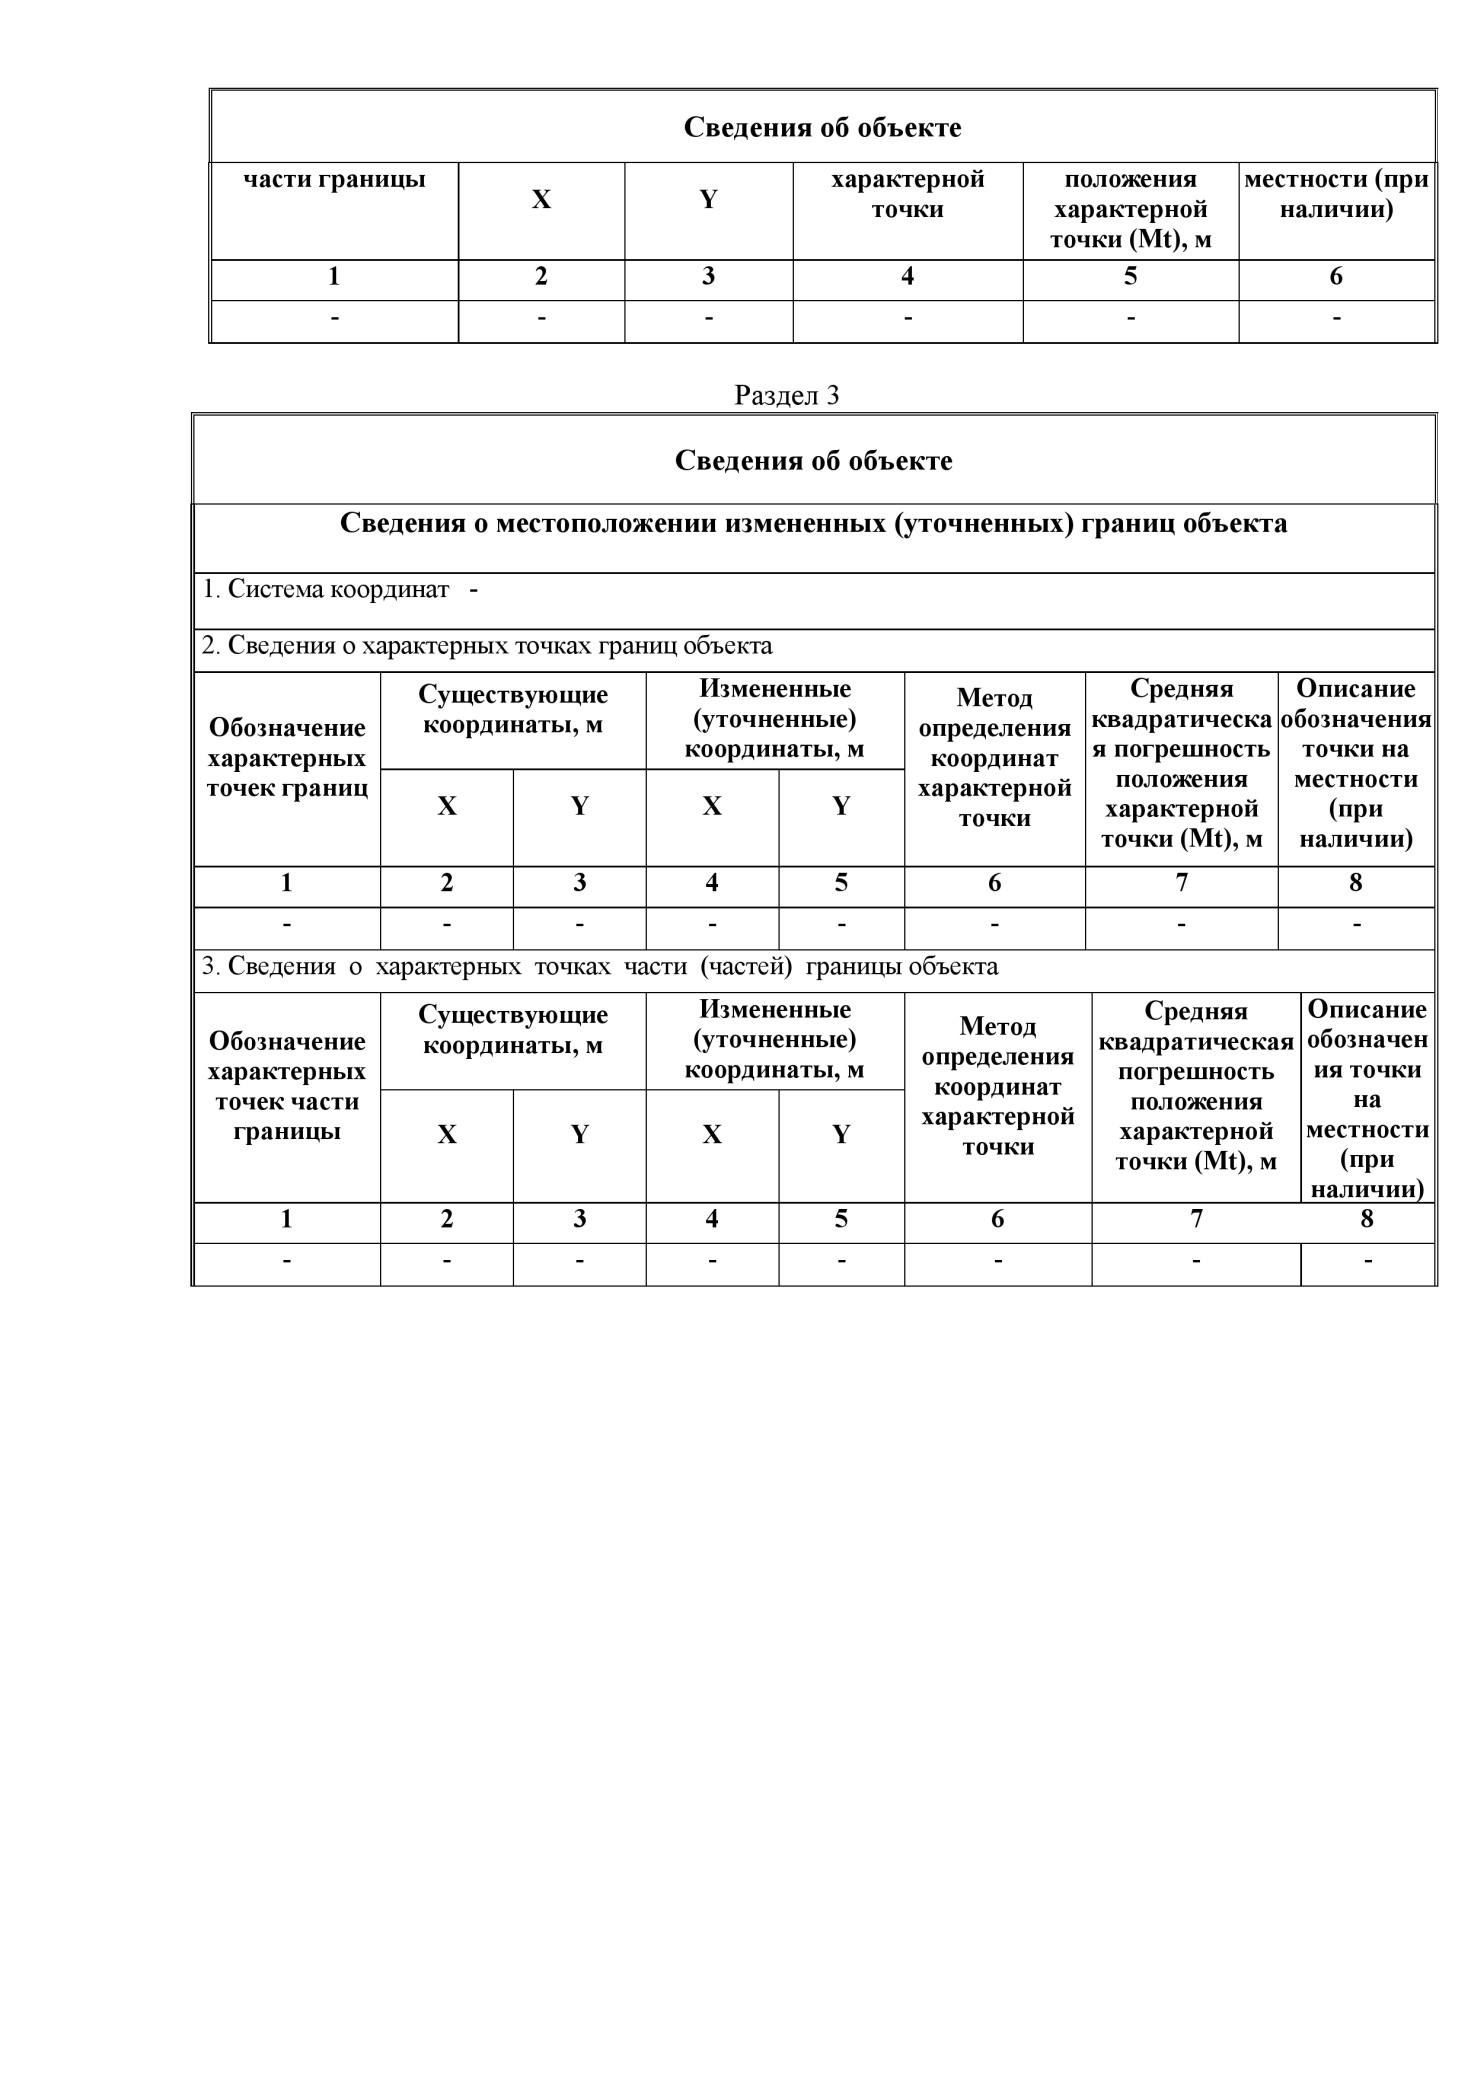 Сведения об объекте
части границы
X
Y
характерной
точки
положения
характерной
точки (Mt), м
местности (при
наличии)
1 2 3 4 5 6
- - - - - -
Раздел 3
Сведения об объекте
Сведения о местоположении измененных (уточненных) границ объекта
1. Система координат -
2. Сведения о характерных точках границ объекта
Обозначение
характерных
точек границ
Существующие
координаты, м
Измененные
(уточненные)
координаты, м
Метод
определения
координат
характерной
точки
Средняя
квадратическа
я погрешность
положения
характерной
точки (Mt), м
Описание
обозначения
точки на
местности
(при
наличии)
X Y X Y
1 2 3 4 5 6 7 8
- - - - - - - -
3. Сведения о характерных точках части (частей) границы объекта
Обозначение
характерных
точек части
границы
Существующие
координаты, м
Измененные
(уточненные)
координаты, м
Метод
определения
координат
характерной
точки
Средняя
квадратическая
погрешность
положения
характерной
точки (Mt), м
Описание
обозначен
ия точки
на
местности
(при
наличии)
X Y X Y
1 2 3 4 5 6 7 8
- - - - - - - -